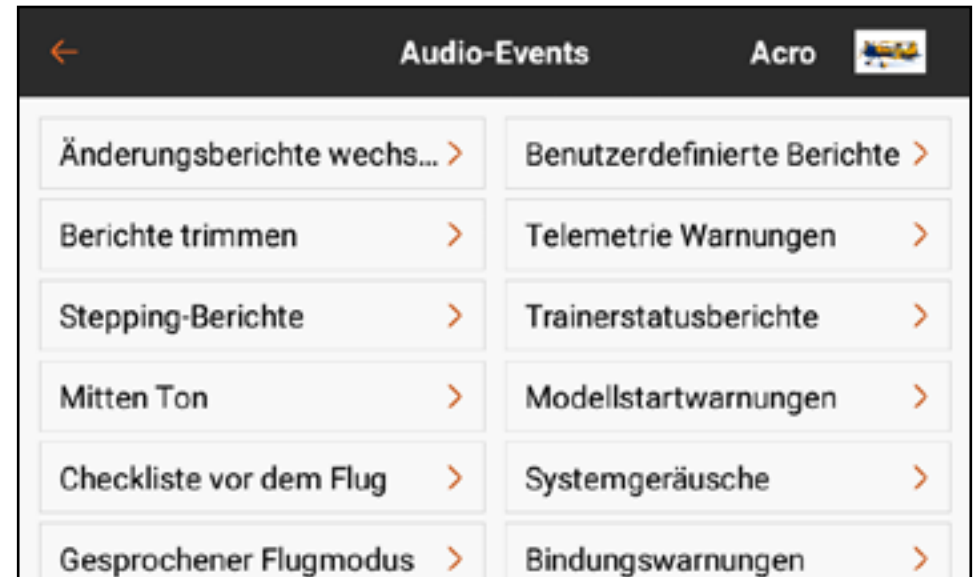 Audio-Events Acro
Änderungsberichte wechs... Benutzerdefinierte Berichte
Berichte trimmen Telemetrie Warnungen
Stepping-Berichte Trainerstatusberichte
Mitten Ton Modellstartwarnungen
Checkliste vor dem Flug Systemgeräusche
Gesprochener Flugmodus Bindungswarnungen